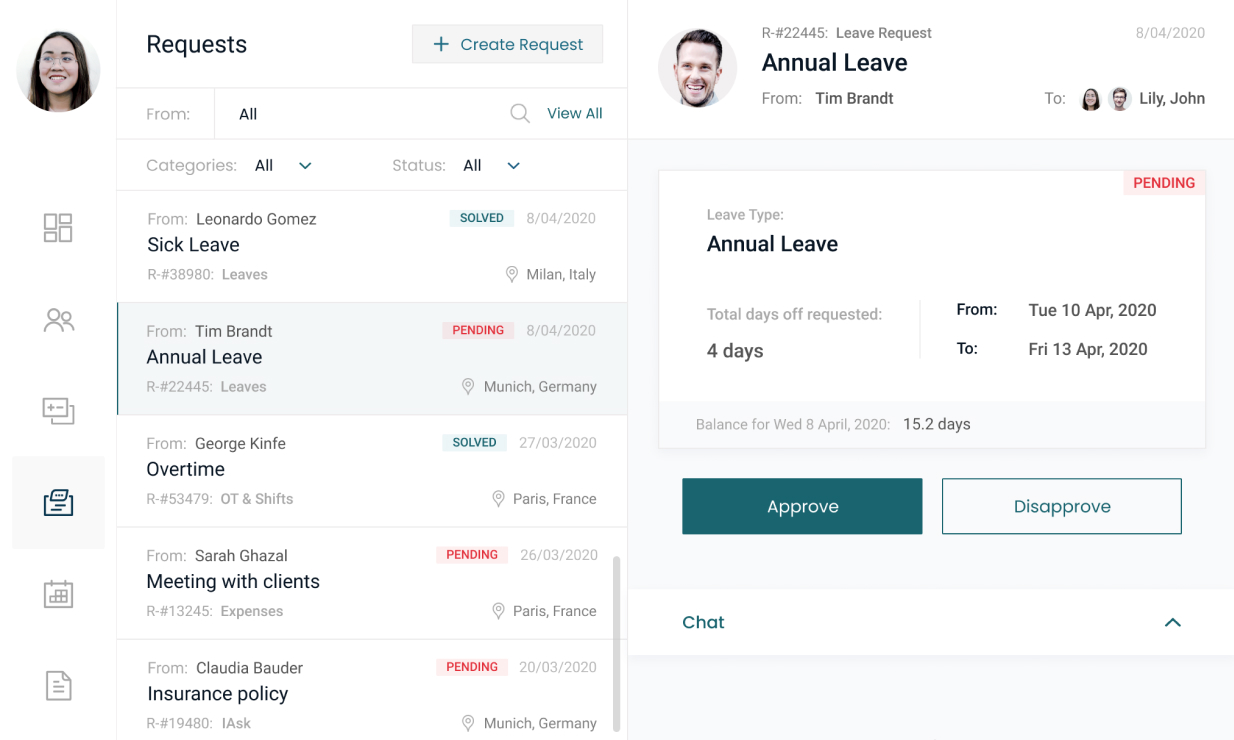 Requests
+ Create Request
From: All View All
Categories: All Status: All
From: Leonardo Gomez SOLVED 8/04/2020
Sick Leave
R-#38980: Leaves Milan, Italy
From: Tim Brandt PENDING 8/04/2020
Annual Leave
R-#22445: Leaves Munich, Germany
From: George Kinfe SOLVED 27/03/2020
Overtime
R-#53479: OT & Shifts Paris, France
From: Sarah Ghazal PENDING 26/03/2020
Meeting with clients
R-#13245: Expenses Paris, France
From: Claudia Bauder PENDING 20/03/2020
Insurance policy
R-#19480: IAsk Munich, Germany
R-#22445: Leave Request 8/04/2020
Annual Leave
From: Tim Brandt To: Lily, John
PENDING
Leave Type:
Annual Leave
Total days off requested:
4 days
From: Tue 10 Apr, 2020
To: Fri 13 Apr, 2020
Balance for Wed 8 April, 2020: 15.2 days
Approve Disapprove
Chat